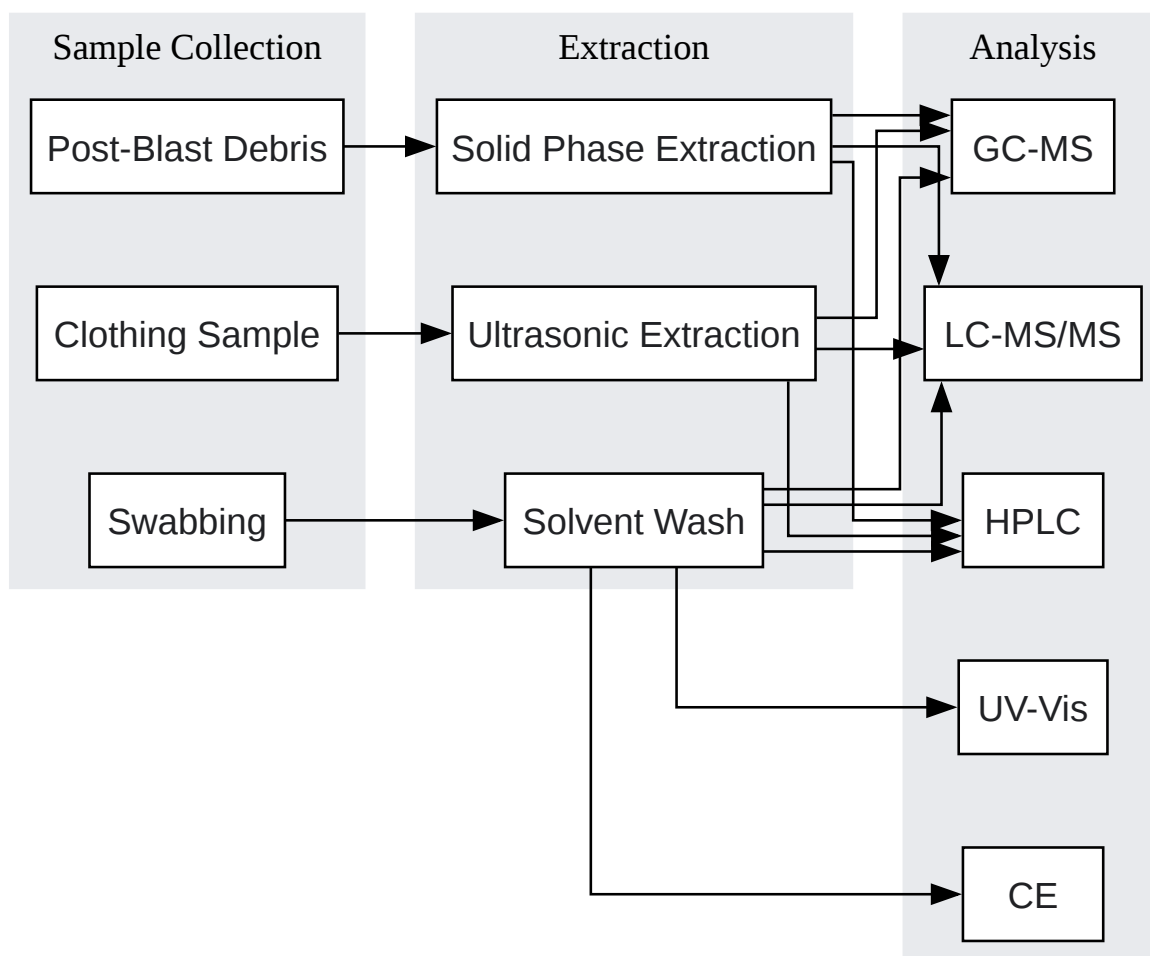 Sample Collection
Extraction
Analysis
Post-Blast Debris
Solid Phase Extraction
GC-MS
Clothing Sample
Ultrasonic Extraction
LC-MS/MS
Swabbing
Solvent Wash
HPLC
UV-Vis
CE